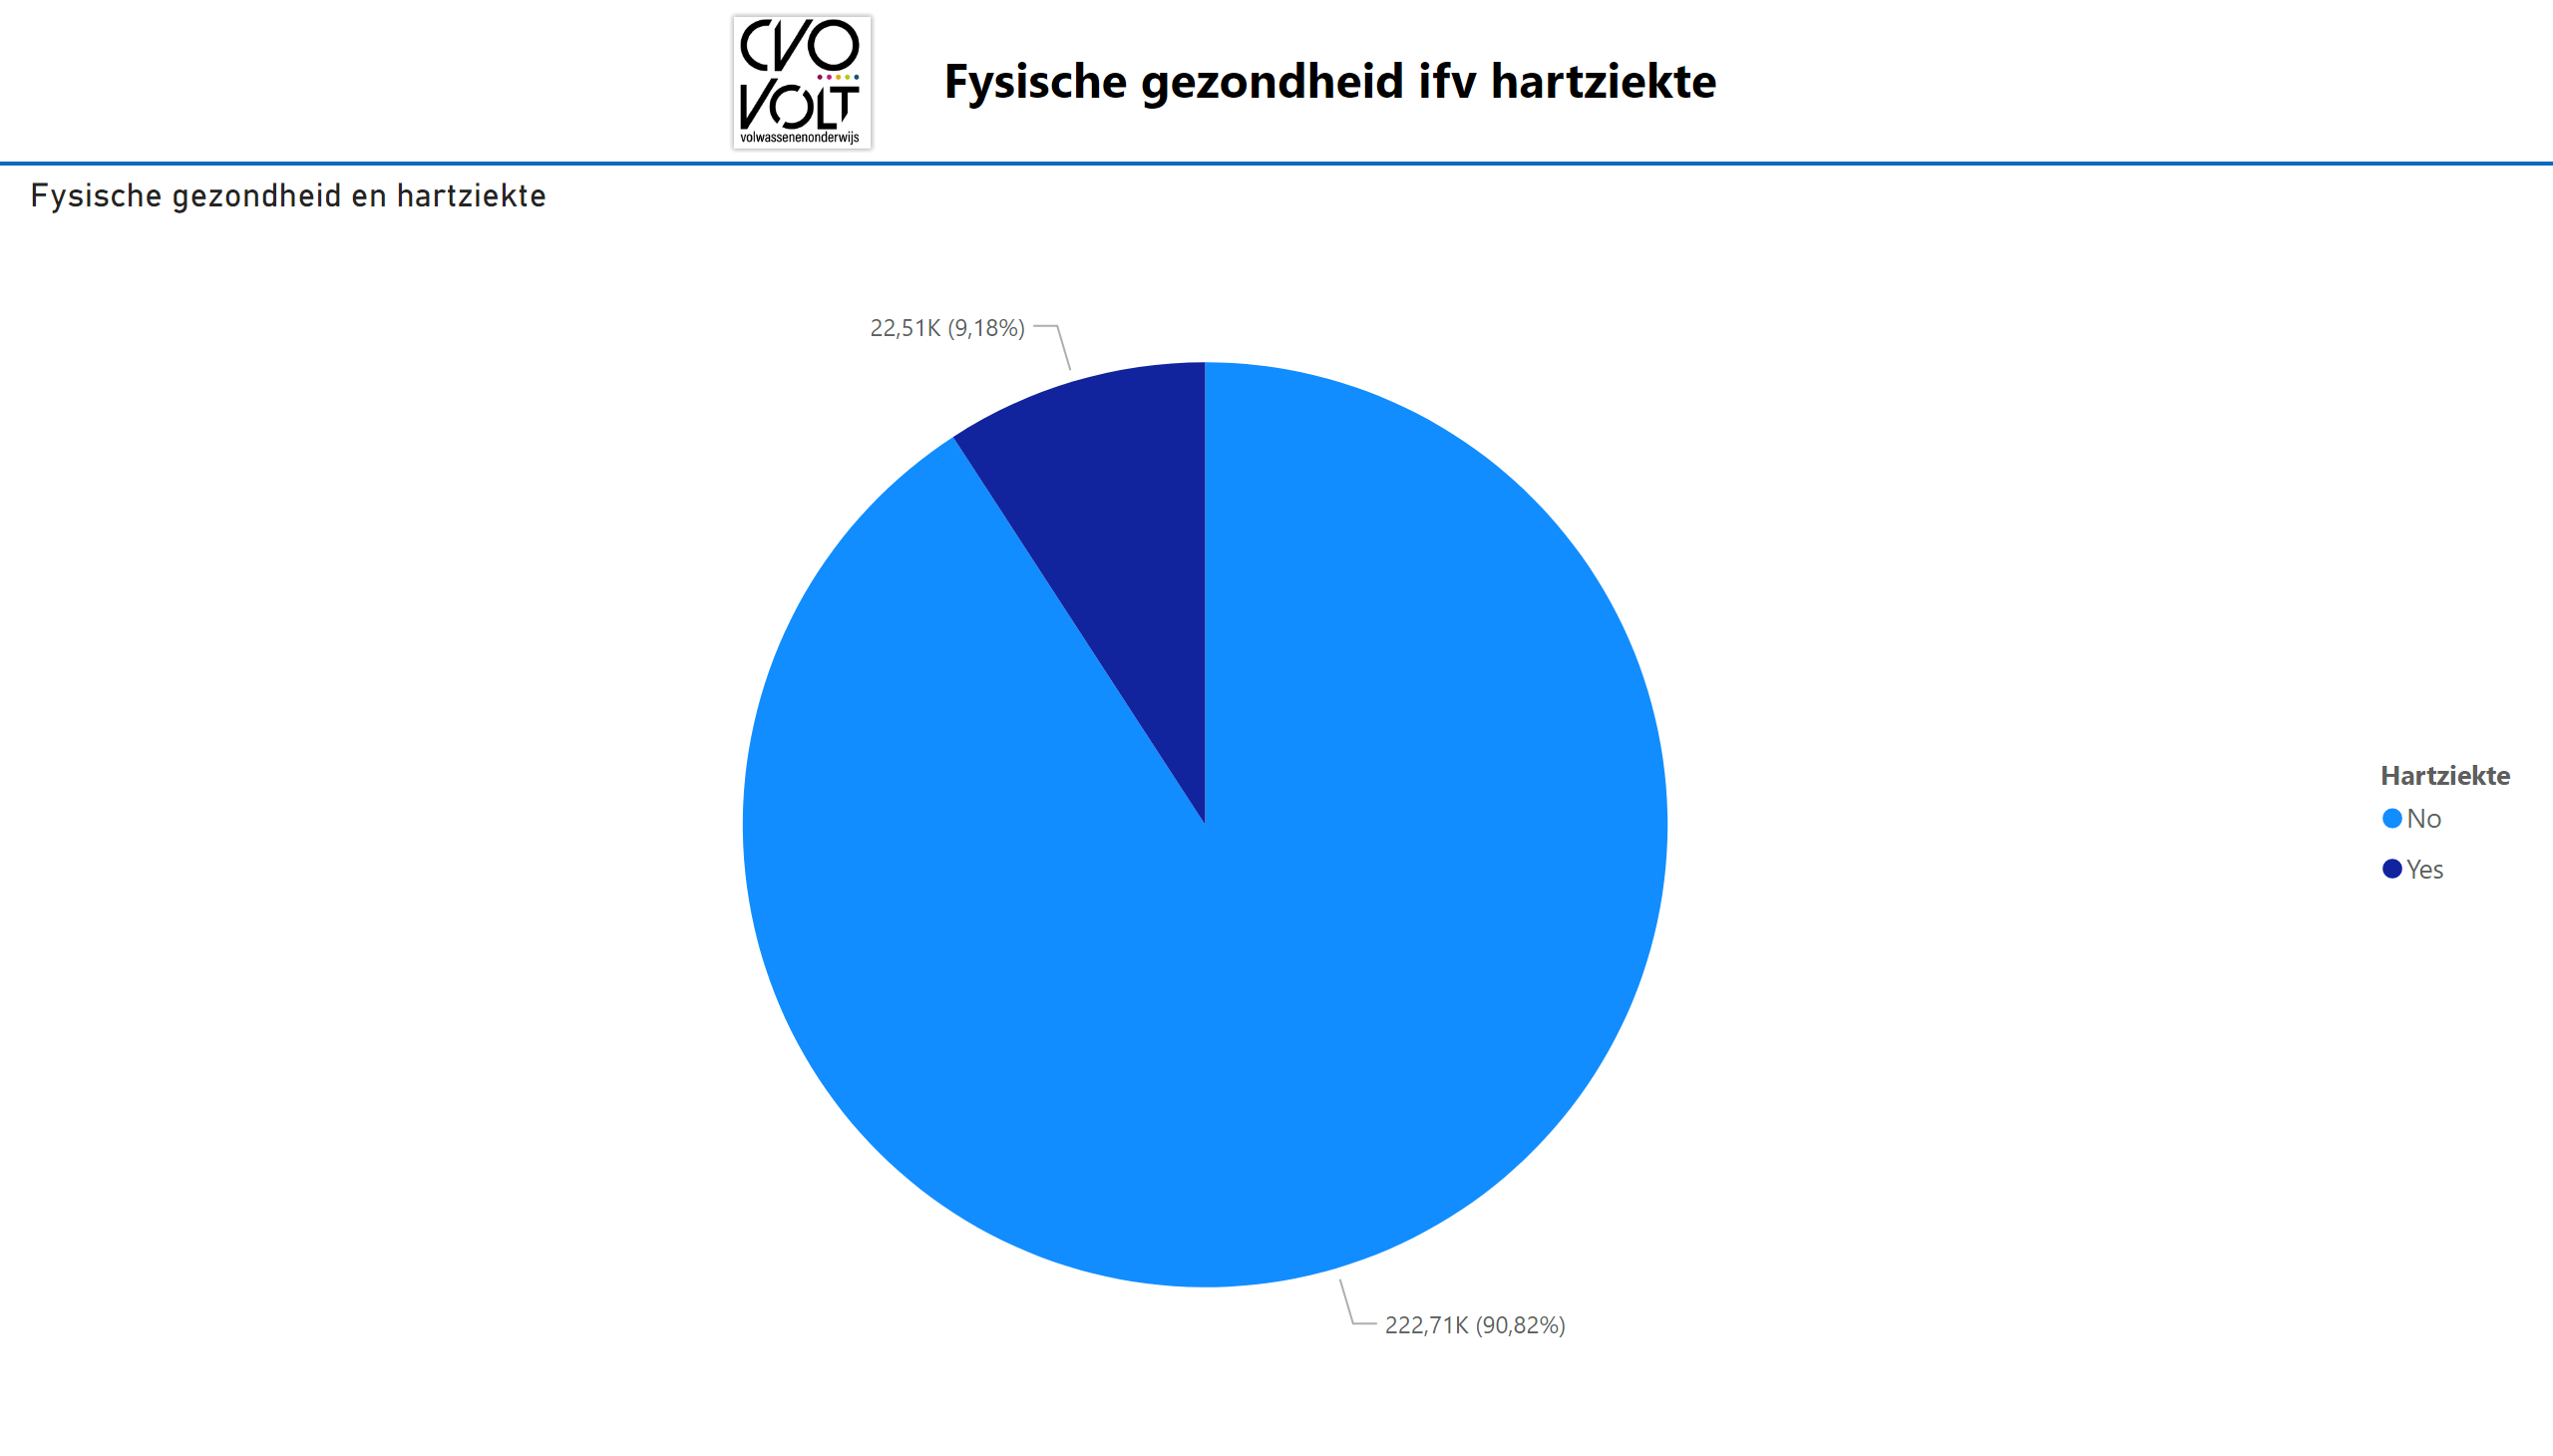 CVO
VOLT
volwassenenonderwijs
Fysische gezondheid ifv hartziekte
Fysische gezondheid en hartziekte
22,51K (9,18%)
Hartziekte
No
Yes
222,71K (90,82%)